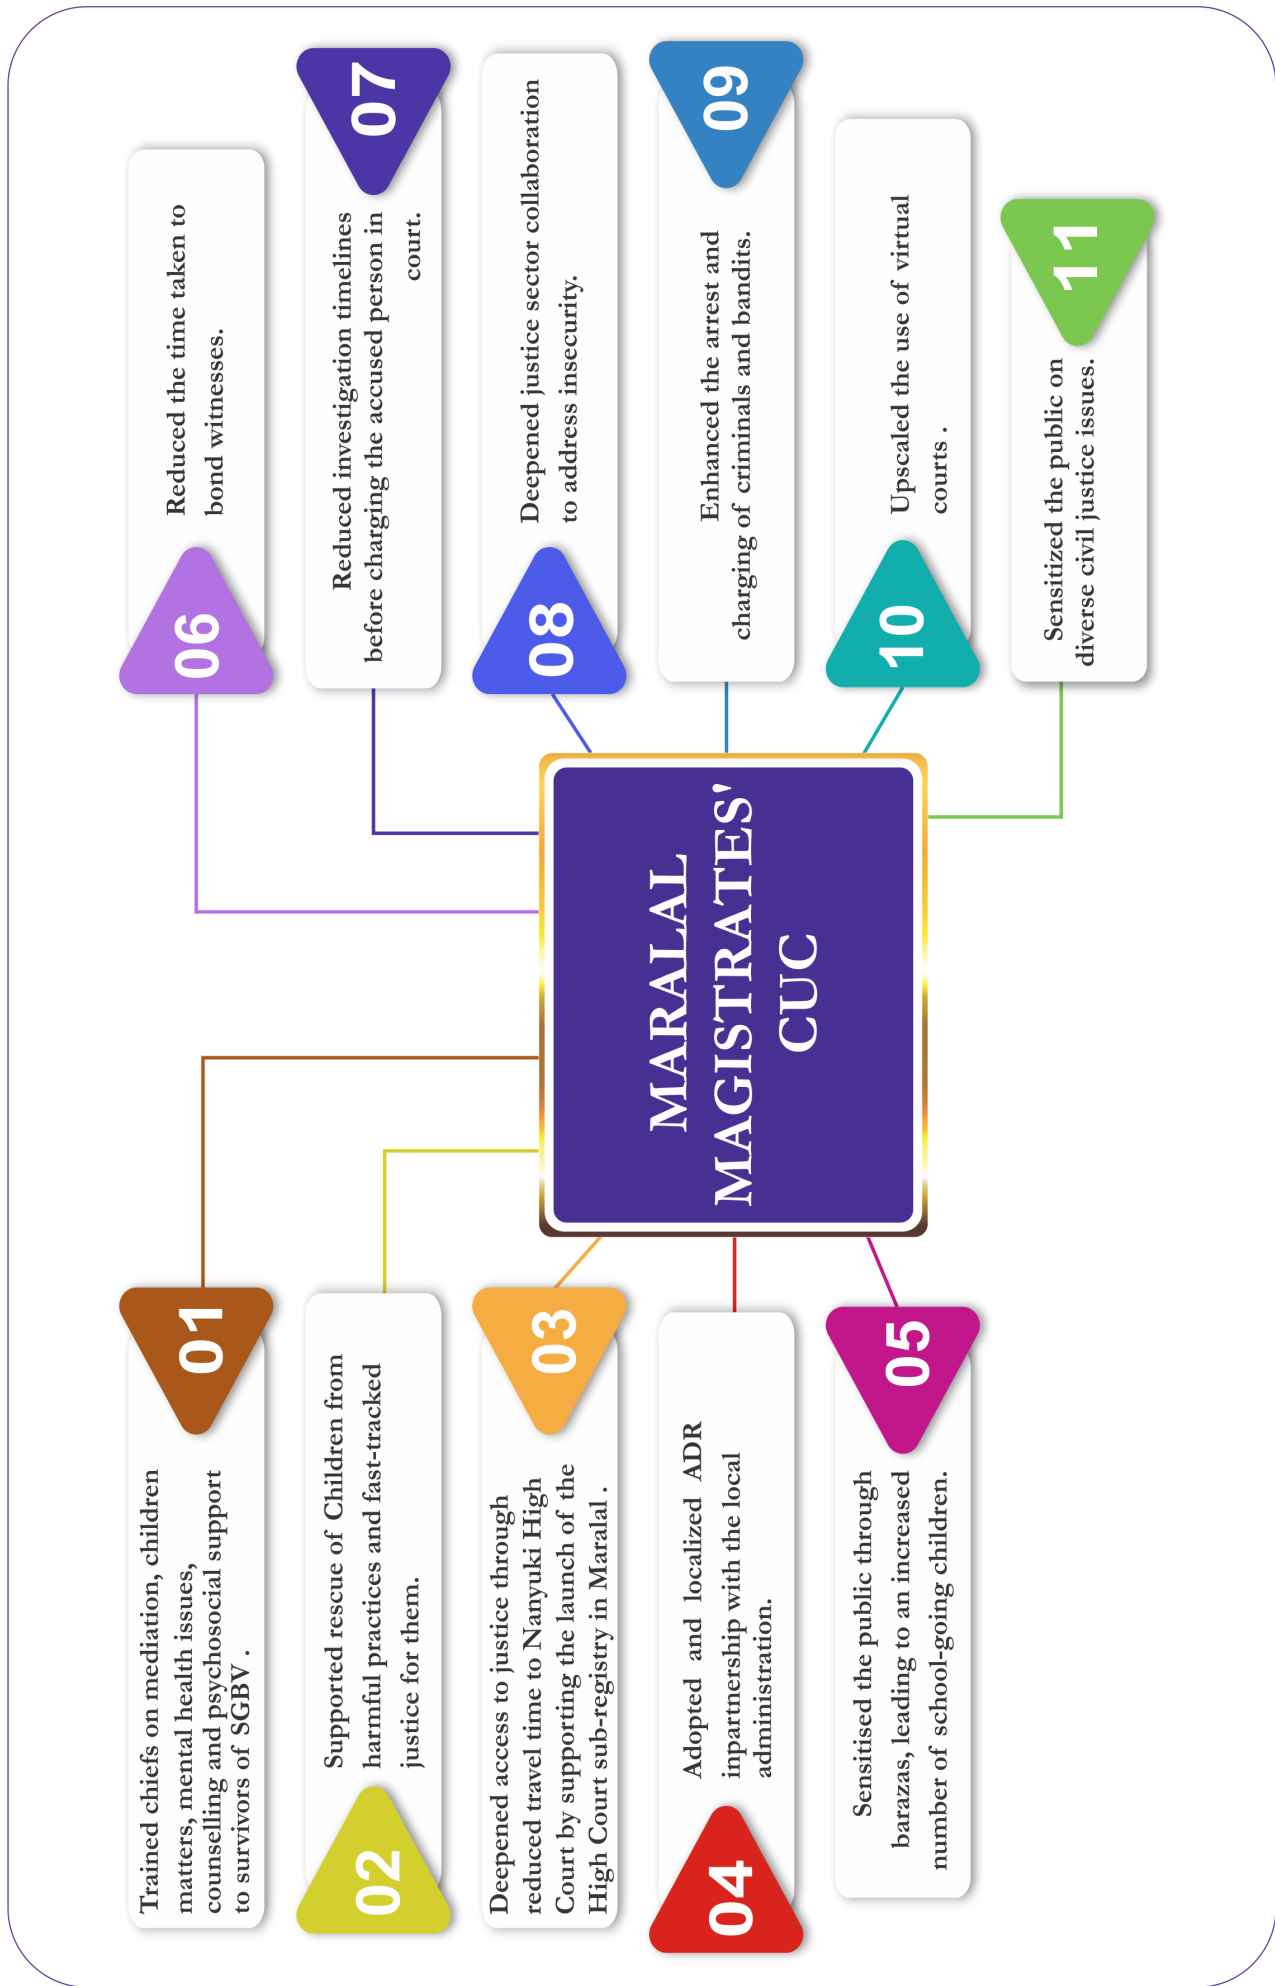 01
Trained chiefs on mediation, children
matters, mental health issues,
counselling and psychosocial support
to survivors of SGBV .
02
Supported rescue of Children from
harmful practices and fast-tracked
justice for them.
03
Deepened access to justice through
reduced travel time to Nanyuki High
Court by supporting the launch of the
High Court sub-registry in Maralal .
04
Adopted and localized ADR
inpartnership with the local
administration.
05
Sensitised the public through
barazas, leading to an increased
number of school-going children.
MARALAL
MAGISTRATES'
CUC
06
Reduced the time taken to
bond witnesses.
07
Reduced investigation timelines
before charging the accused person in
court.
08
Deepened justice sector collaboration
to address insecurity.
09
Enhanced the arrest and
charging of criminals and bandits.
10
Upscaled the use of virtual
courts .
11
Sensitized the public on
diverse civil justice issues.